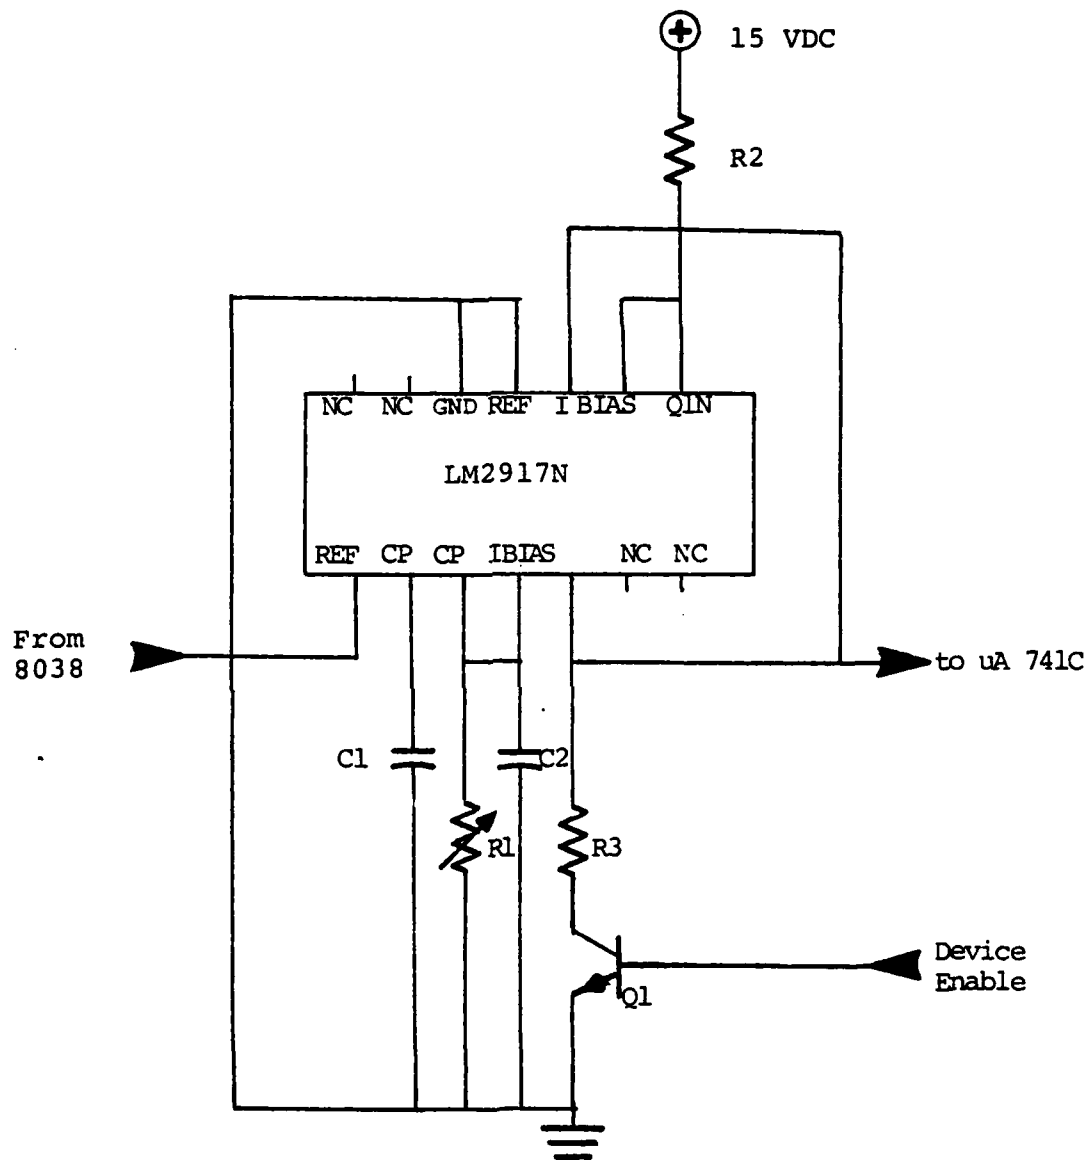 15 VDC
R2
NC NC GND REF I BIAS Q1N
LM2917N
REF CP CP IBIAS NC NC
From
8038
to uA 741C
C1
C2
R1
R3
Device
Enable
Q1